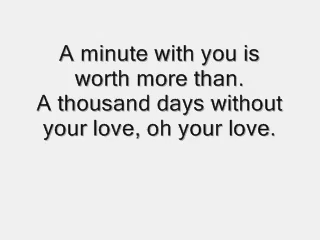 A minute with you is
worth more than.
A thousand days without
your love, oh your love.